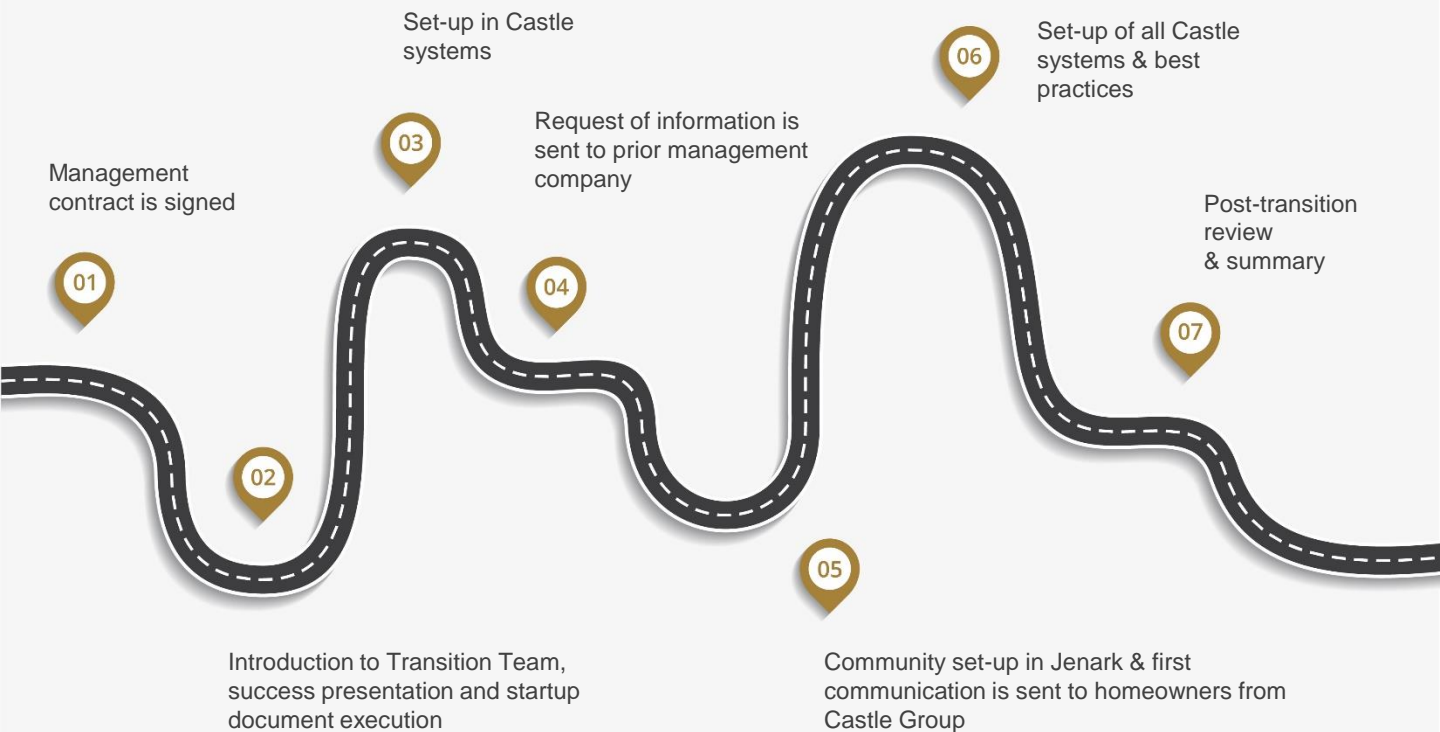 01
Management
contract is signed
02
Introduction to Transition Team,
success presentation and startup
document execution
03
Set-up in Castle
systems
04
Request of information is
sent to prior management
company
05
Community set-up in Jenark & first
communication is sent to homeowners from
Castle Group
06
Set-up of all Castle
systems & best
practices
07
Post-transition
review
& summary